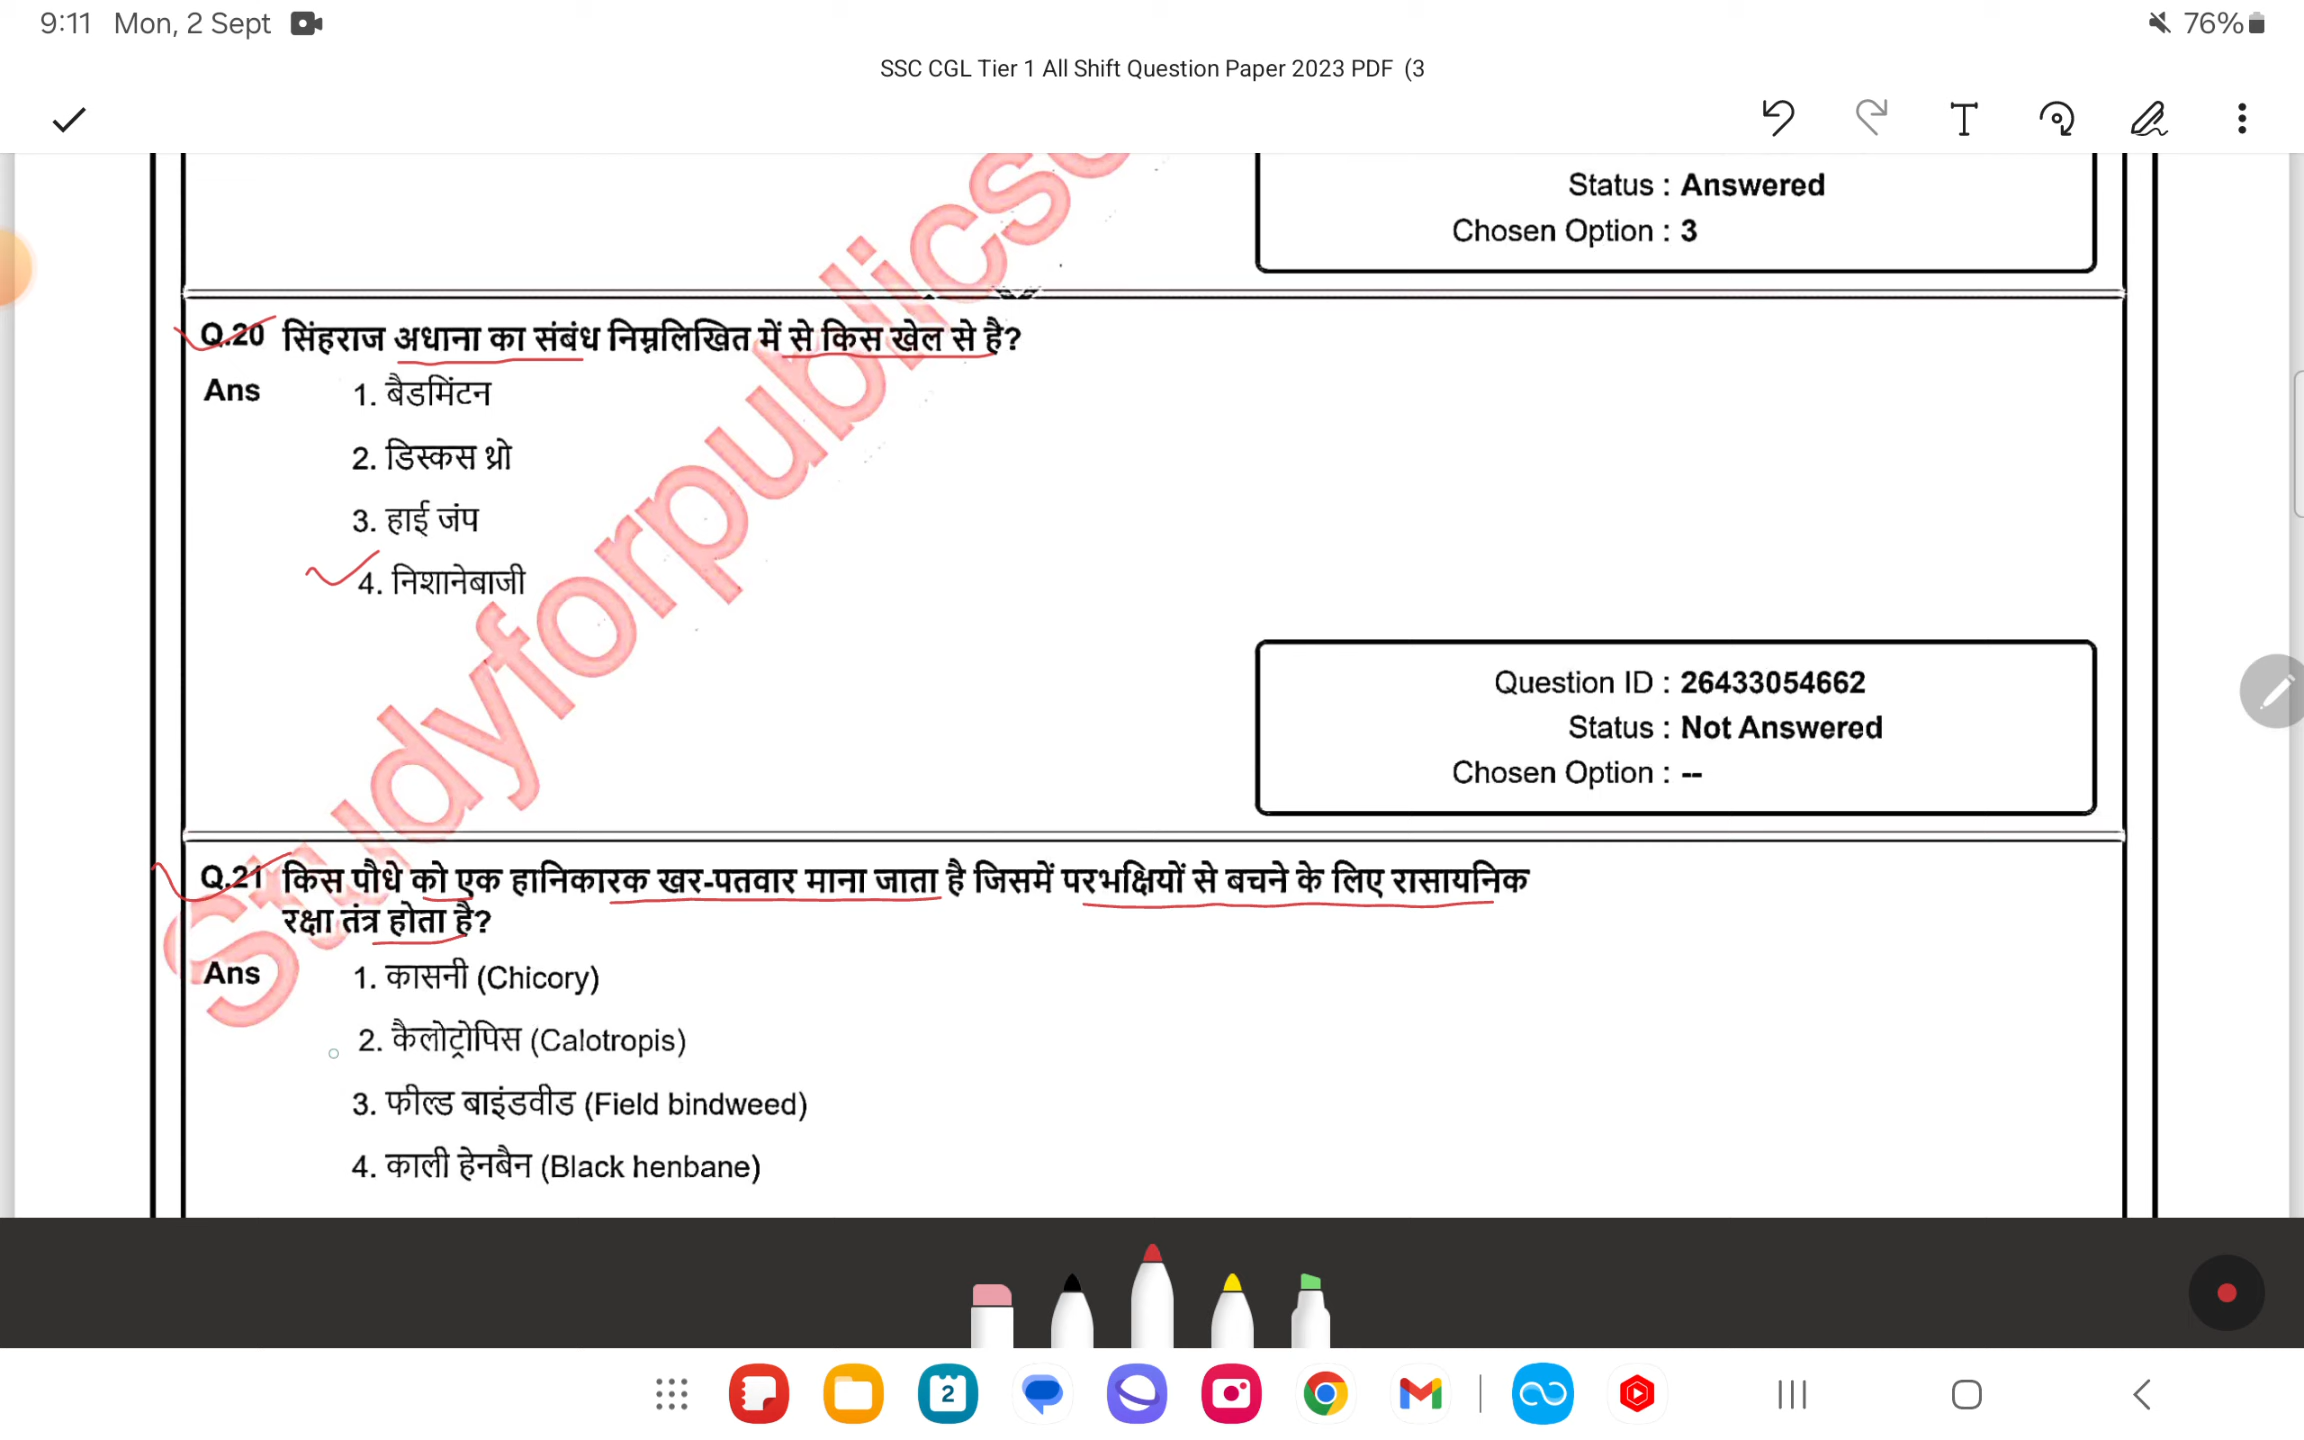 9:11 Mon, 2 Sept
76%
SSC CGL Tier 1 All Shift Question Paper 2023 PDF (3
Status : Answered
Chosen Option : 3
Q.20 सिंहराज अधाना का संबंध निम्नलिखित में से किस खेल से है?
Ans 1. बैडमिंटन
2. डिस्कस थ्रो
3. हाई जंप
4. निशानेबाजी
Question ID : 26433054662
Status : Not Answered
Chosen Option : --
Q.21 किस पौधे को एक हानिकारक खर-पतवार माना जाता है जिसमें परभक्षियों से बचने के लिए रासायनिक
रक्षा तंत्र होता है?
Ans 1. कासनी (Chicory)
2. कैलोट्रोपिस (Calotropis)
3. फील्ड बाइंडवीड (Field bindweed)
4. काली हेनबैन (Black henbane)
Studyforpublics
2